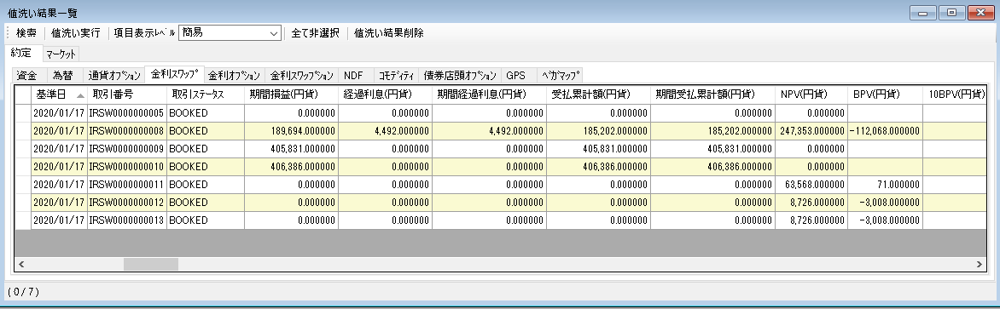 値洗い結果一覧
検索 値洗い実行 項目表示ﾚﾍﾞﾙ 簡易 全て非選択 値洗い結果削除
約定 ﾏｰｹｯﾄ
資金 為替 通貨ｵﾌﾟｼｮﾝ 金利ｽﾜｯﾌﾟ 金利ｵﾌﾟｼｮﾝ 金利ｽﾜｯﾌﾟｼｮﾝ NDF ｺﾓﾃﾞｨﾃｨ 債券店頭ｵﾌﾟｼｮﾝ GPS ﾍﾞｶﾞﾏｯﾌﾟ
基準日 取引番号 取引ステータス 期間損益(円貨) 経過利息(円貨) 期間経過利息(円貨) 受払累計額(円貨) 期間受払累計額(円貨) NPV(円貨) BPV(円貨) 10BPV(円貨)
2020/01/17 IRSW0000000005 BOOKED 0.000000 0.000000 0.000000 0.000000 0.000000 0.000000
2020/01/17 IRSW0000000008 BOOKED 189,694.000000 4,492.000000 4,492.000000 185,202.000000 185,202.000000 247,353.000000 -112,068.000000
2020/01/17 IRSW0000000009 BOOKED 405,831.000000 0.000000 0.000000 405,831.000000 405,831.000000 0.000000
2020/01/17 IRSW0000000010 BOOKED 406,386.000000 0.000000 0.000000 406,386.000000 406,386.000000 0.000000
2020/01/17 IRSW0000000011 BOOKED 0.000000 0.000000 0.000000 0.000000 0.000000 63,568.000000 71.000000
2020/01/17 IRSW0000000012 BOOKED 0.000000 0.000000 0.000000 0.000000 0.000000 8,726.000000 -3,008.000000
2020/01/17 IRSW0000000013 BOOKED 0.000000 0.000000 0.000000 0.000000 0.000000 8,726.000000 -3,008.000000
( 0 / 7 )